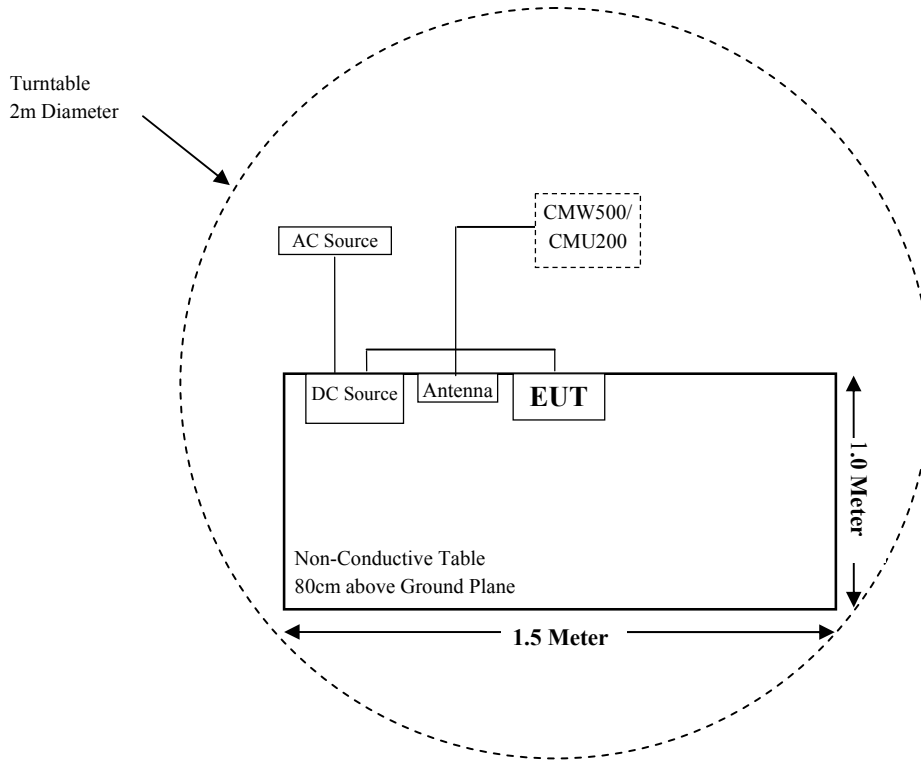 Turntable
2m Diameter
CMW500/
CMU200
AC Source
DC Source
Antenna
EUT
1.0 Meter
Non-Conductive Table
80cm above Ground Plane
1.5 Meter